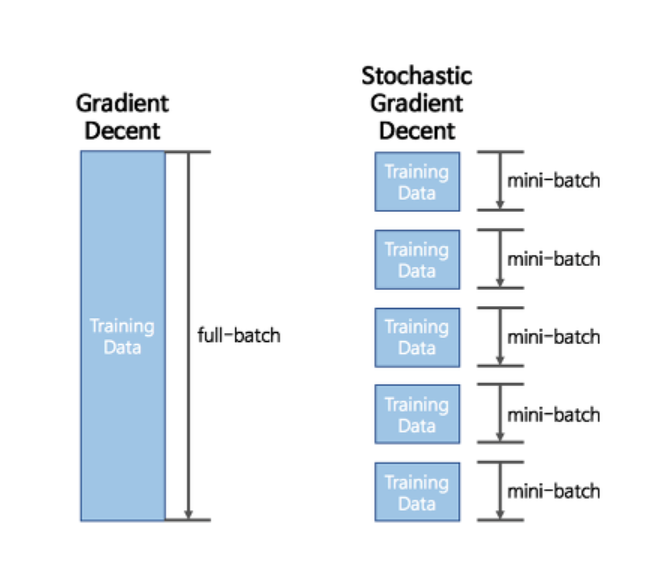 Gradient
Decent
Training
Data
full-batch
Stochastic
Gradient
Decent
Training
Data
mini-batch
Training
Data
mini-batch
Training
Data
mini-batch
Training
Data
mini-batch
Training
Data
mini-batch